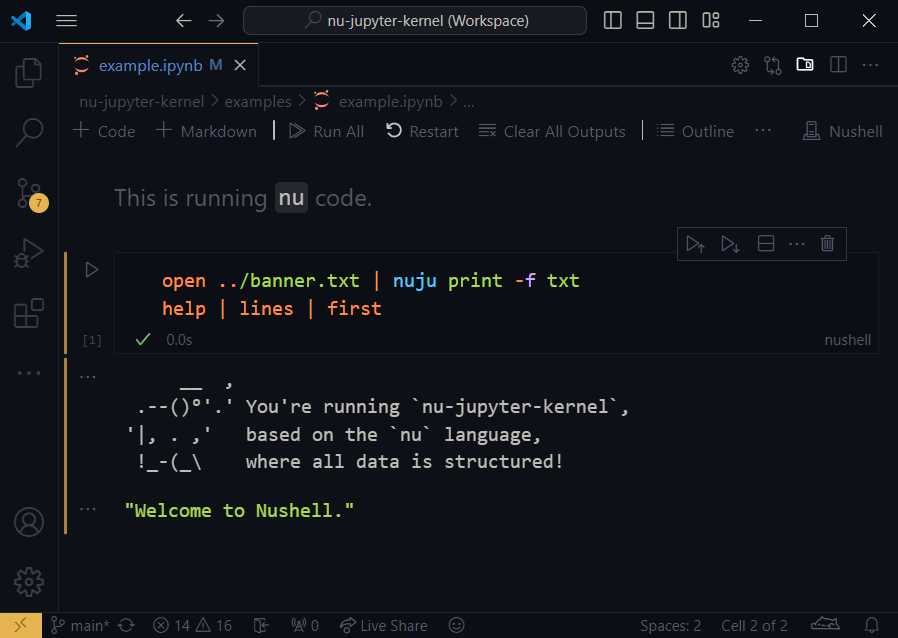 nu-jupyter-kernel (Workspace)
example.ipynb M
nu-jupyter-kernel > examples > example.ipynb > ...
+ Code + Markdown | Run All Restart Clear All Outputs | Outline ... Nushell
7
This is running nu code.
open ../banner.txt | nuju print -f txt
help | lines | first
[1] 0.0s nushell
__  ,
.--()°'.' You're running `nu-jupyter-kernel`,
'|, . ,'   based on the `nu` language,
!_-(_\    where all data is structured!
"Welcome to Nushell."
main* 14 16 0 Live Share Spaces: 2 Cell 2 of 2